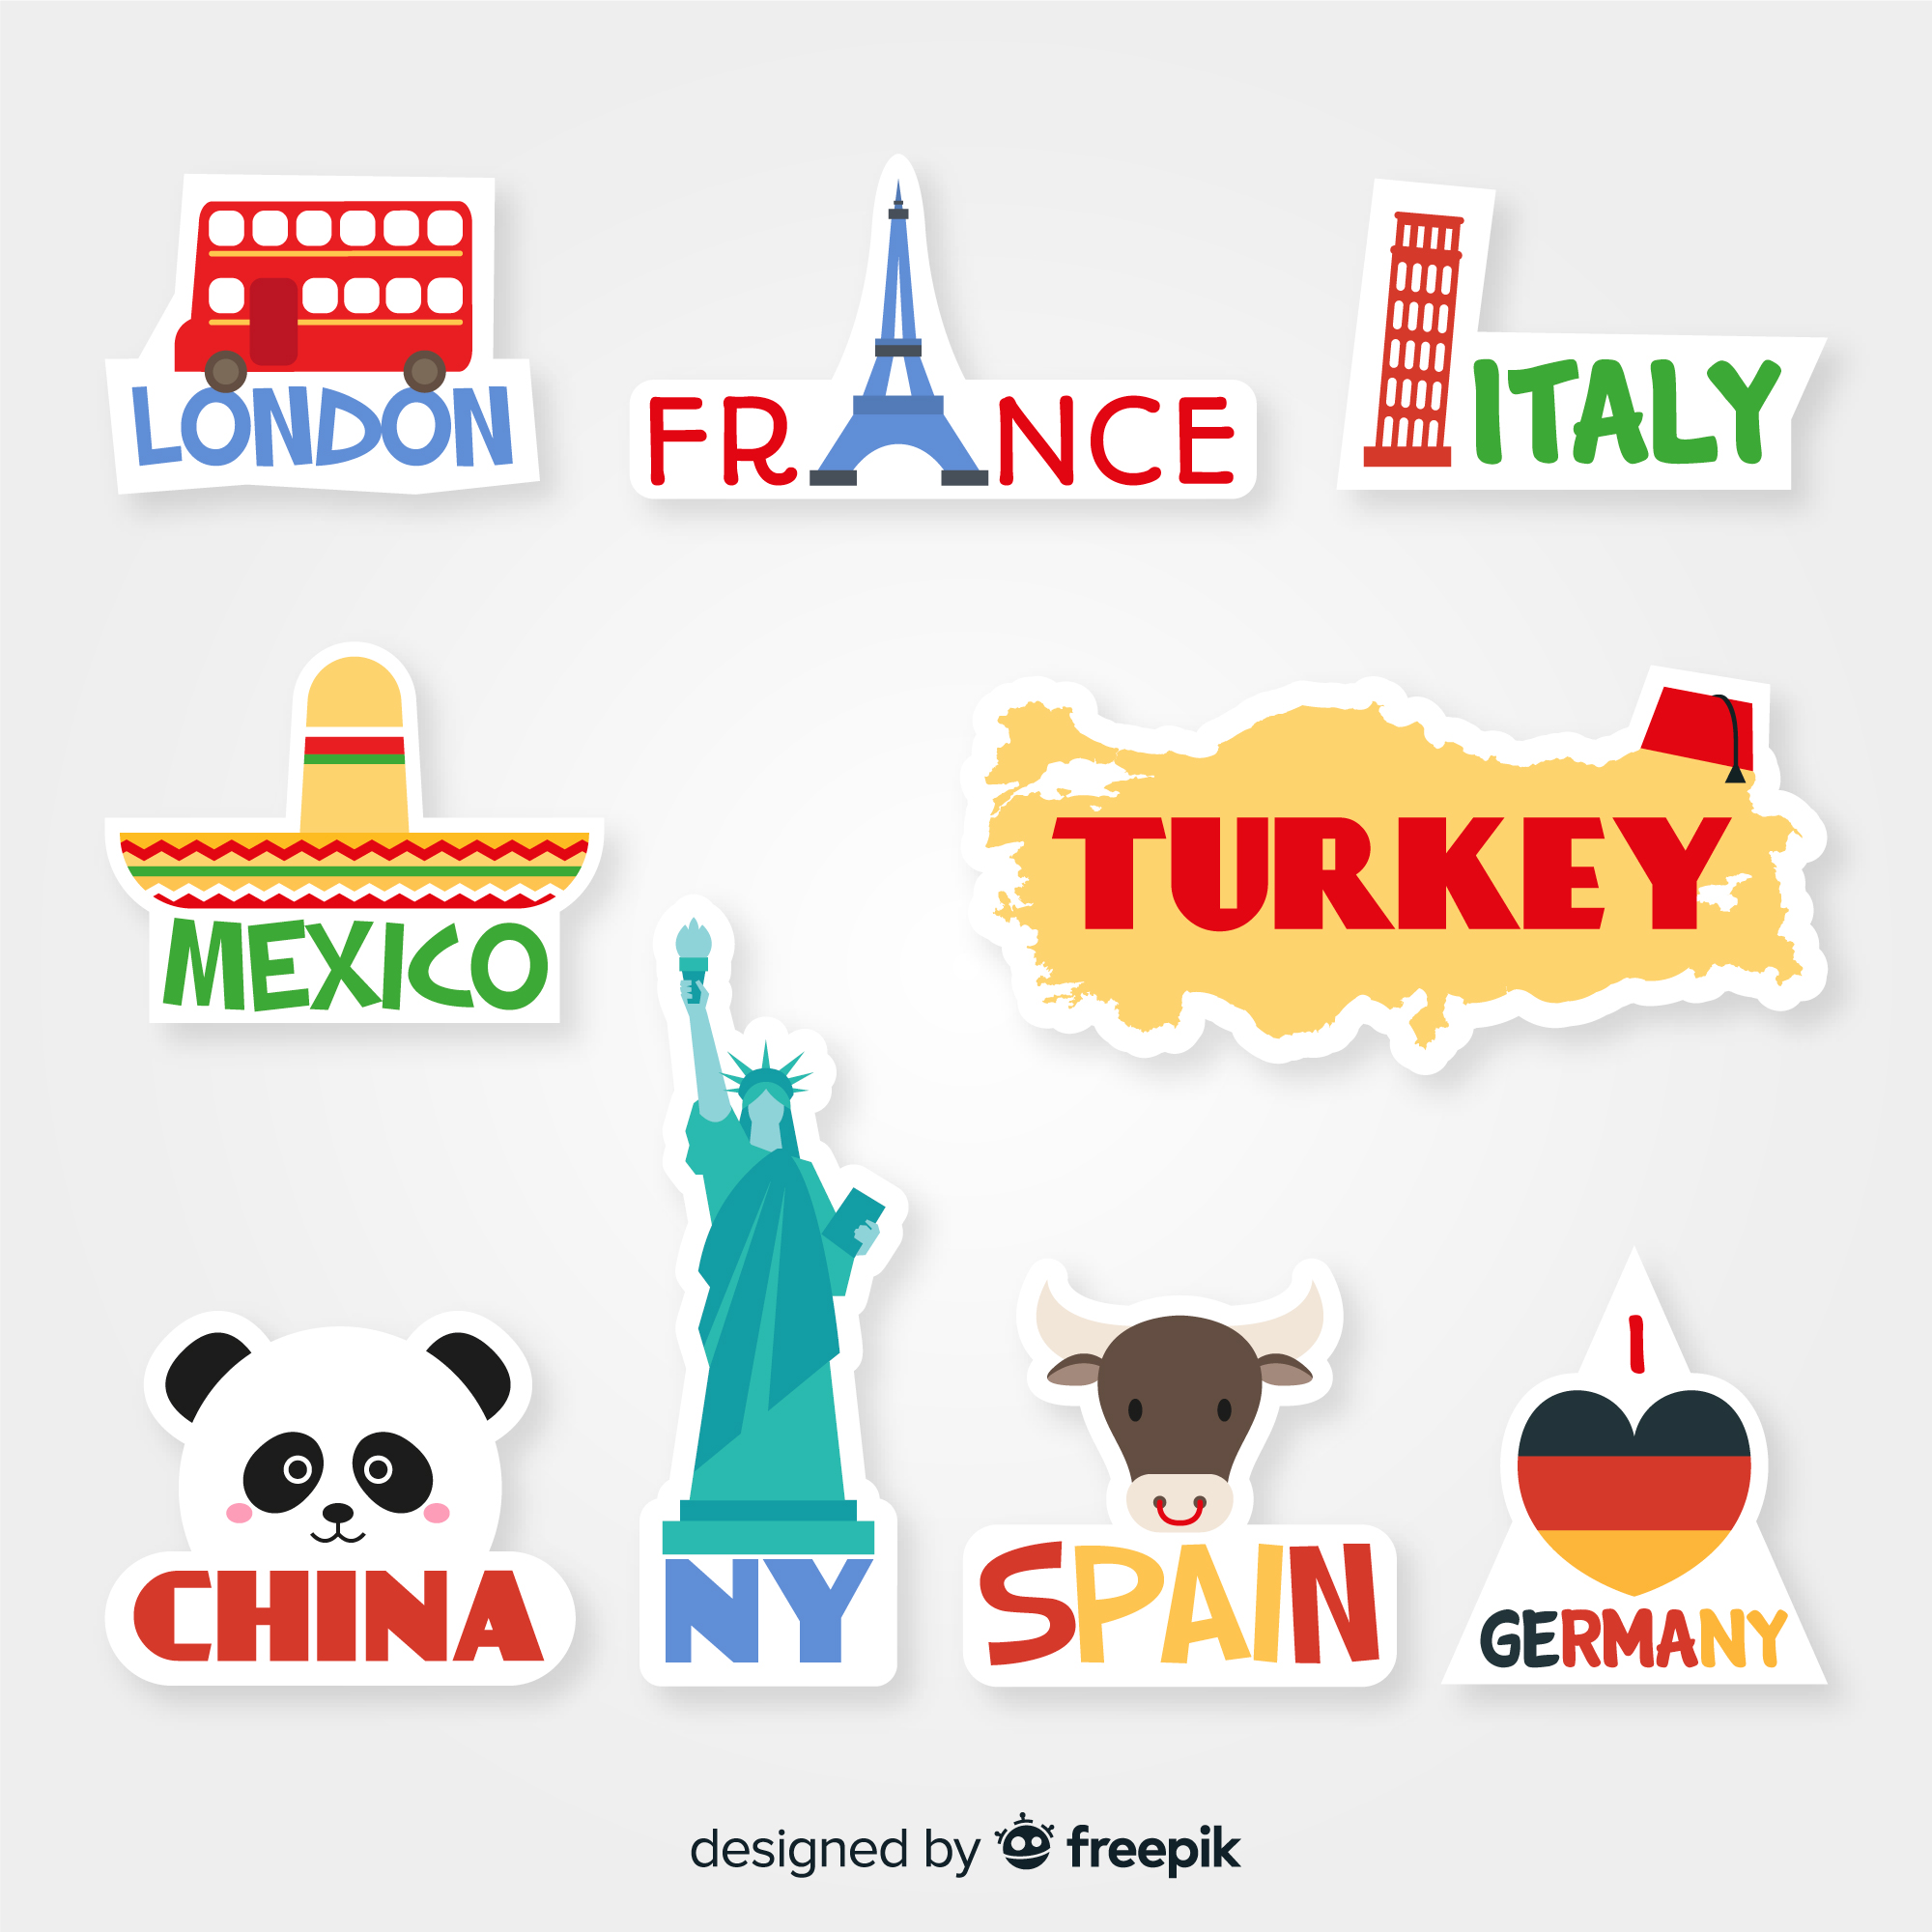 LONDON
FRANCE
ITALY
MEXICO
TURKEY
CHINA
NY
SPAIN
I
GERMANY
designed by freepik